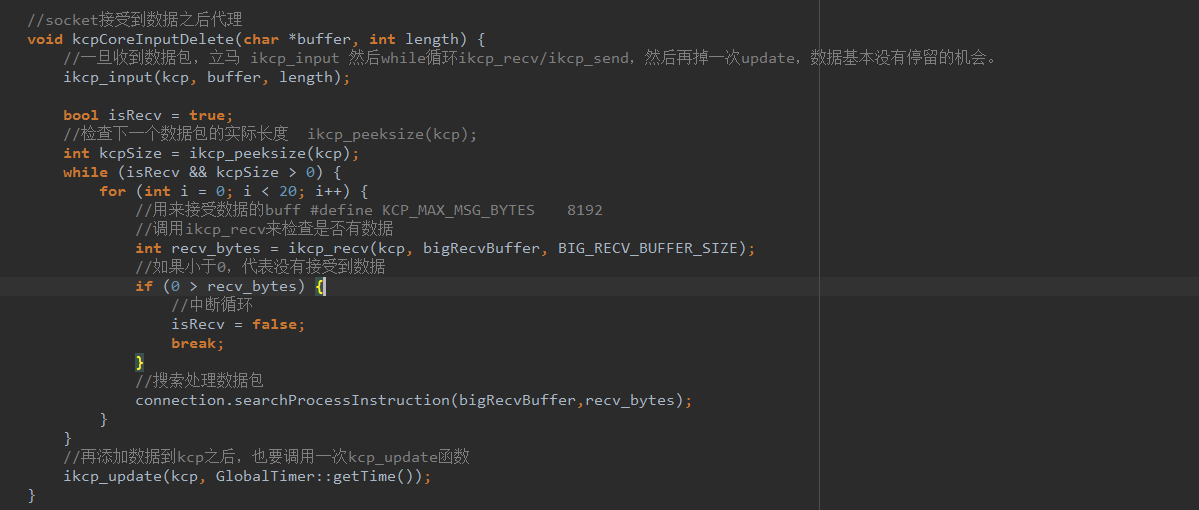 //socket接受到数据之后代理
void kcpCoreInputDelete(char *buffer, int length) {
//一旦收到数据包，立马 ikcp_input 然后while循环ikcp_recv/ikcp_send，然后再掉一次update，数据基本没有停留的机会。
ikcp_input(kcp, buffer, length);
bool isRecv = true;
//检查下一个数据包的实际长度  ikcp_peeksize(kcp);
int kcpSize = ikcp_peeksize(kcp);
while (isRecv && kcpSize > 0) {
for (int i = 0; i < 20; i++) {
//用来接受数据的buff #define KCP_MAX_MSG_BYTES    8192
//调用ikcp_recv来检查是否有数据
int recv_bytes = ikcp_recv(kcp, bigRecvBuffer, BIG_RECV_BUFFER_SIZE);
//如果小于0，代表没有接受到数据
if (0 > recv_bytes) {
//中断循环
isRecv = false;
break;
}
//搜索处理数据包
connection.searchProcessInstruction(bigRecvBuffer,recv_bytes);
}
}
//再添加数据到kcp之后，也要调用一次kcp_update函数
ikcp_update(kcp, GlobalTimer::getTime());
}